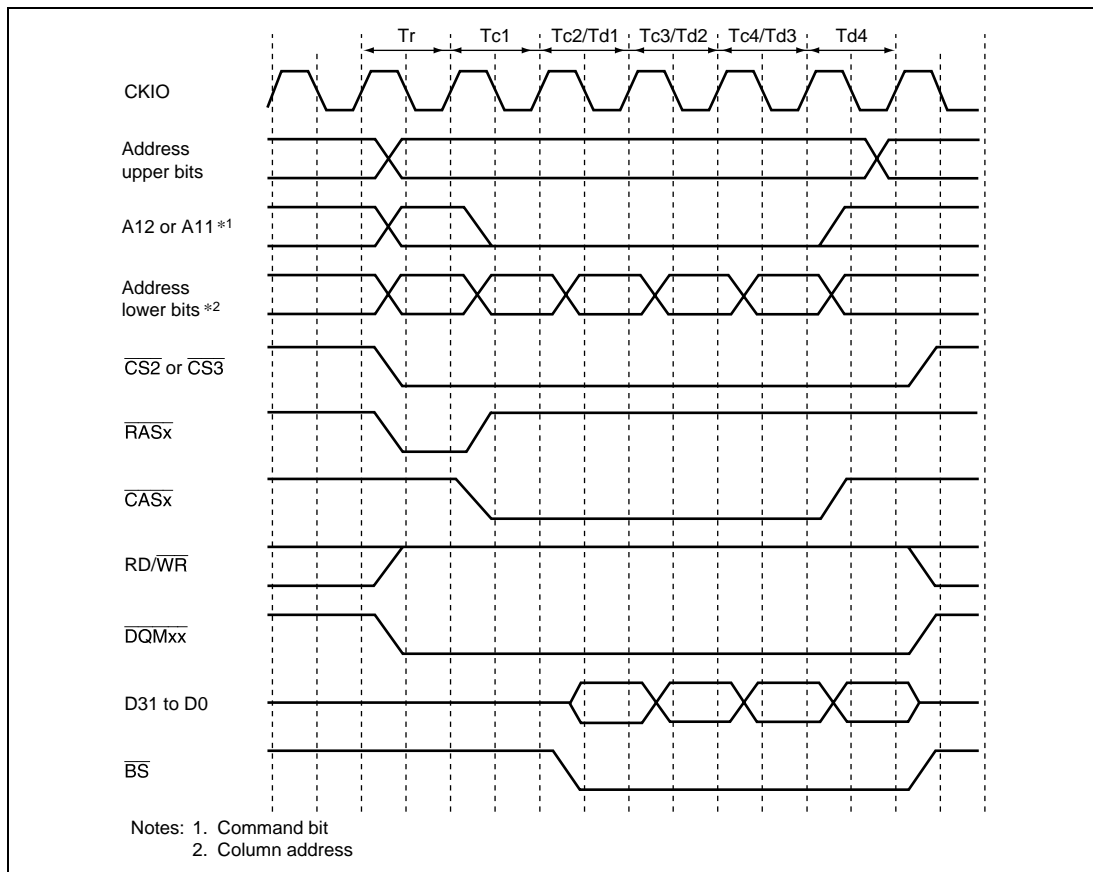 Tr Tc1 Tc2/Td1 Tc3/Td2 Tc4/Td3 Td4
CKIO
Address
upper bits
A12 or A11 *1
Address
lower bits *2
CS2 or CS3
RASx
CASx
RD/WR
DQMxx
D31 to D0
BS
Notes: 1. Command bit
2. Column address